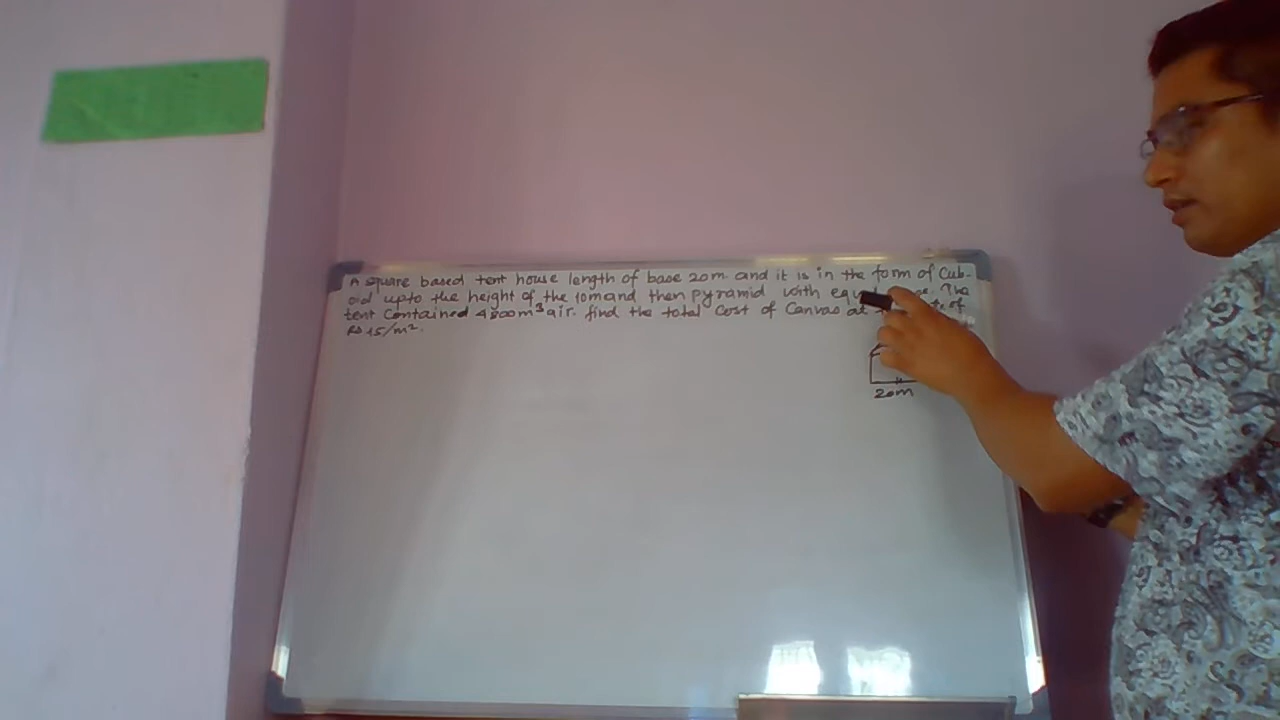 A square based tent house length of base 20m and it is in the form of Cub-
oid upto the height of the 10m and then pyramid with The
tent contained 4800m³ air. find the total cost of Canvas at of
Rs 15/m².
20m